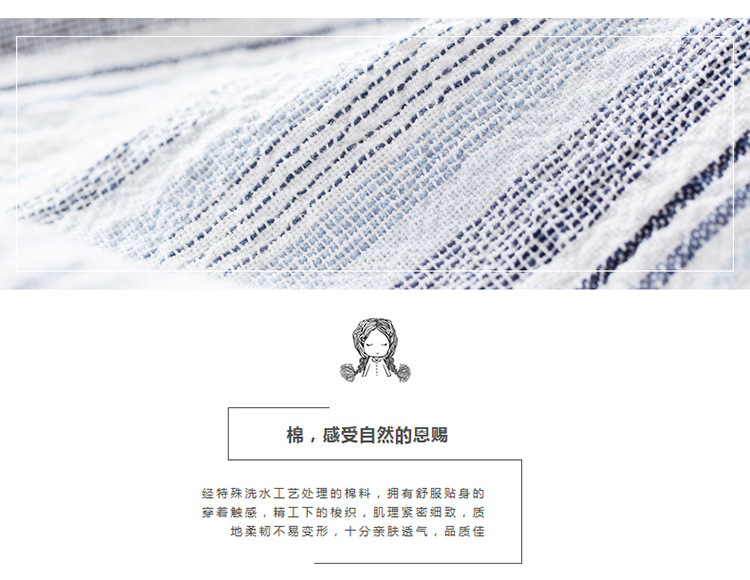 棉，感受自然的恩赐
经特殊洗水工艺处理的棉料，拥有舒服贴身的
穿着触感，精工下的梭织，肌理紧密细致，质
地柔韧不易变形，十分亲肤透气，品质佳